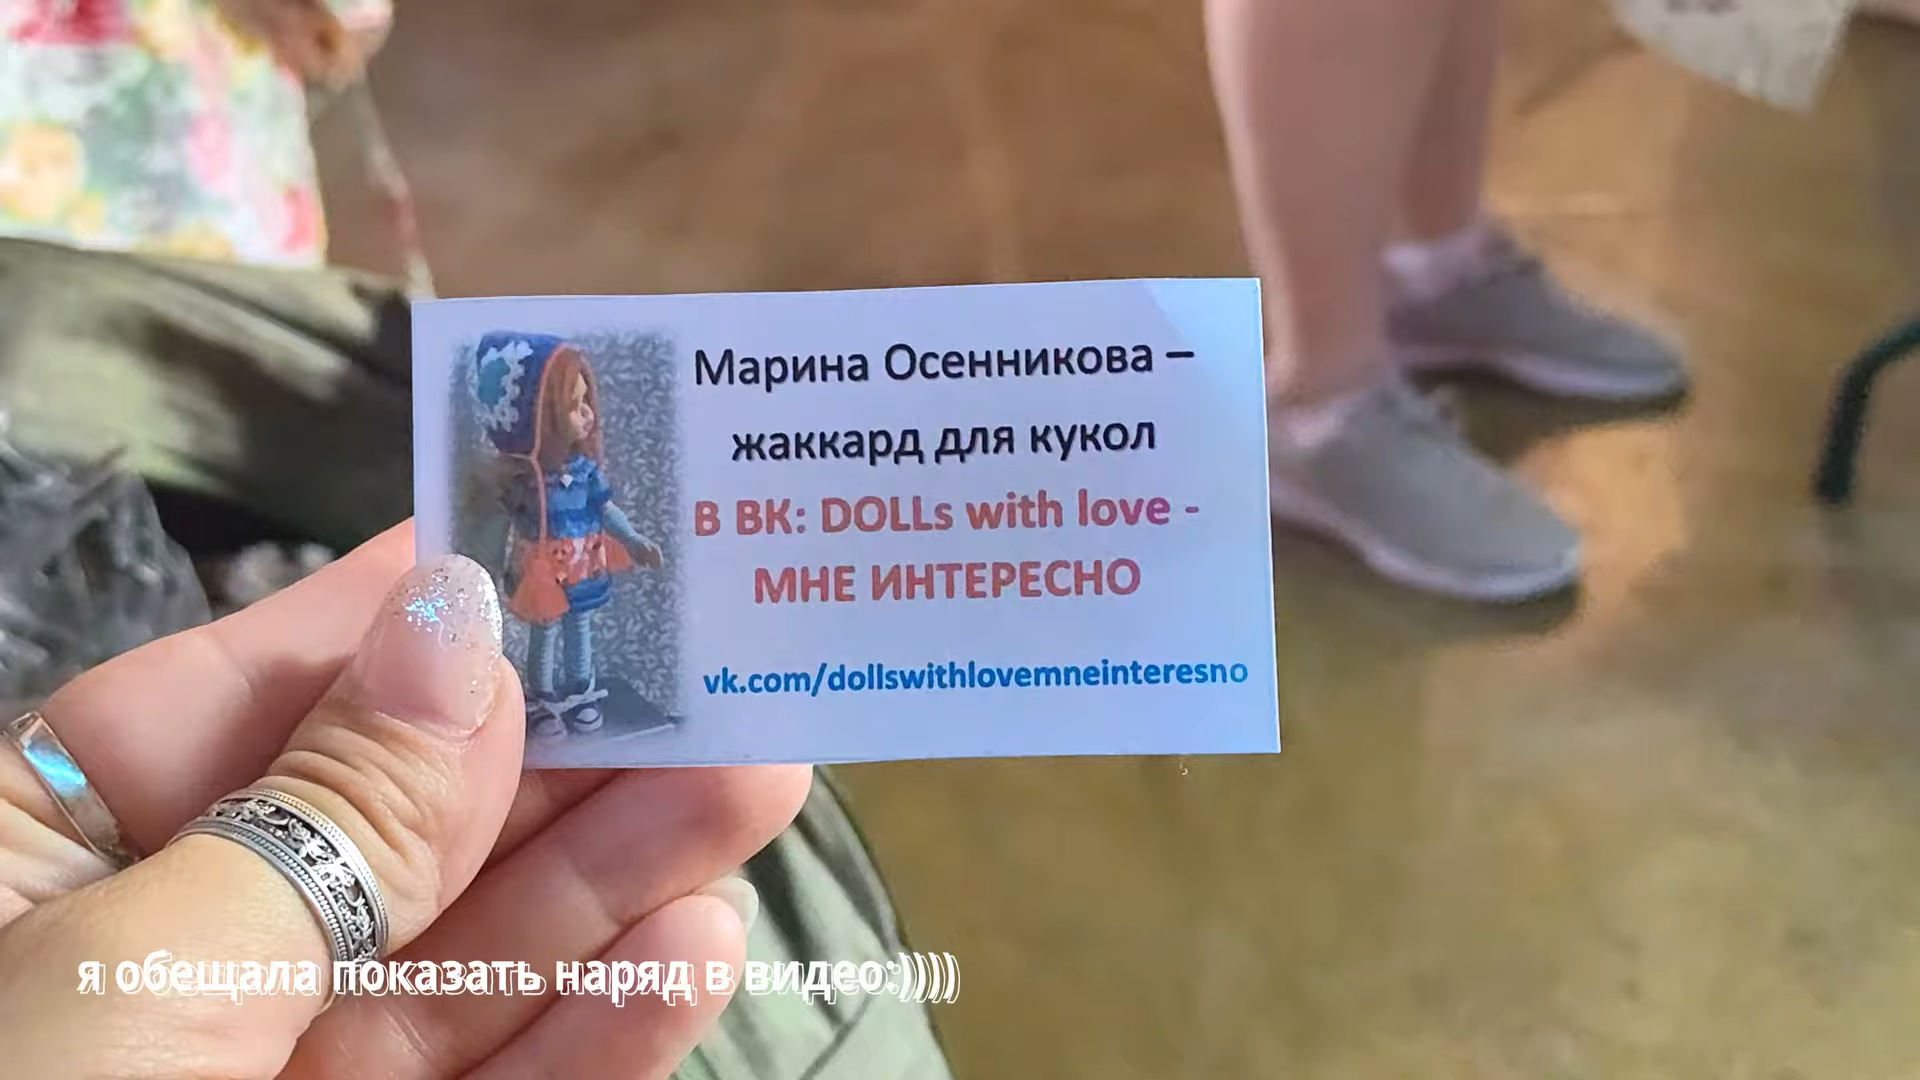 Марина Осенникова –
жаккард для кукол
В ВК: DOLLs with love -
МНЕ ИНТЕРЕСНО
vk.com/dollswithlovemneinteresno
я обещала показать наряд в видео:)))))